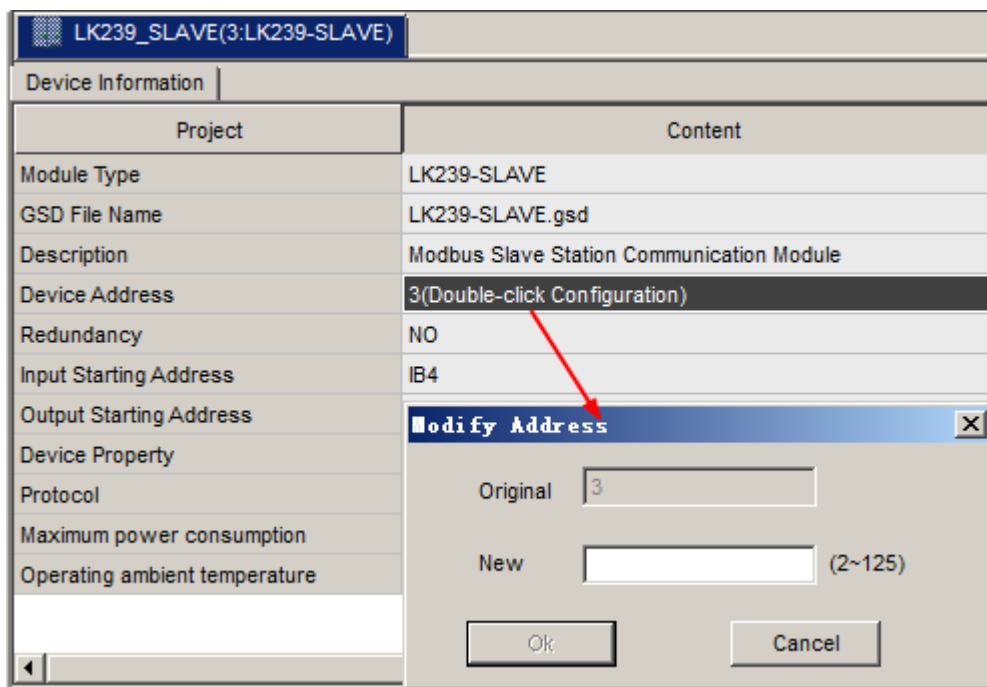 LK239_SLAVE(3:LK239-SLAVE)
Device Information
Project Content
Module Type LK239-SLAVE
GSD File Name LK239-SLAVE.gsd
Description Modbus Slave Station Communication Module
Device Address 3(Double-click Configuration)
Redundancy NO
Input Starting Address IB4
Output Starting Address
Device Property
Protocol
Maximum power consumption
Operating ambient temperature
Modify Address
Original 3
New (2~125)
Ok Cancel